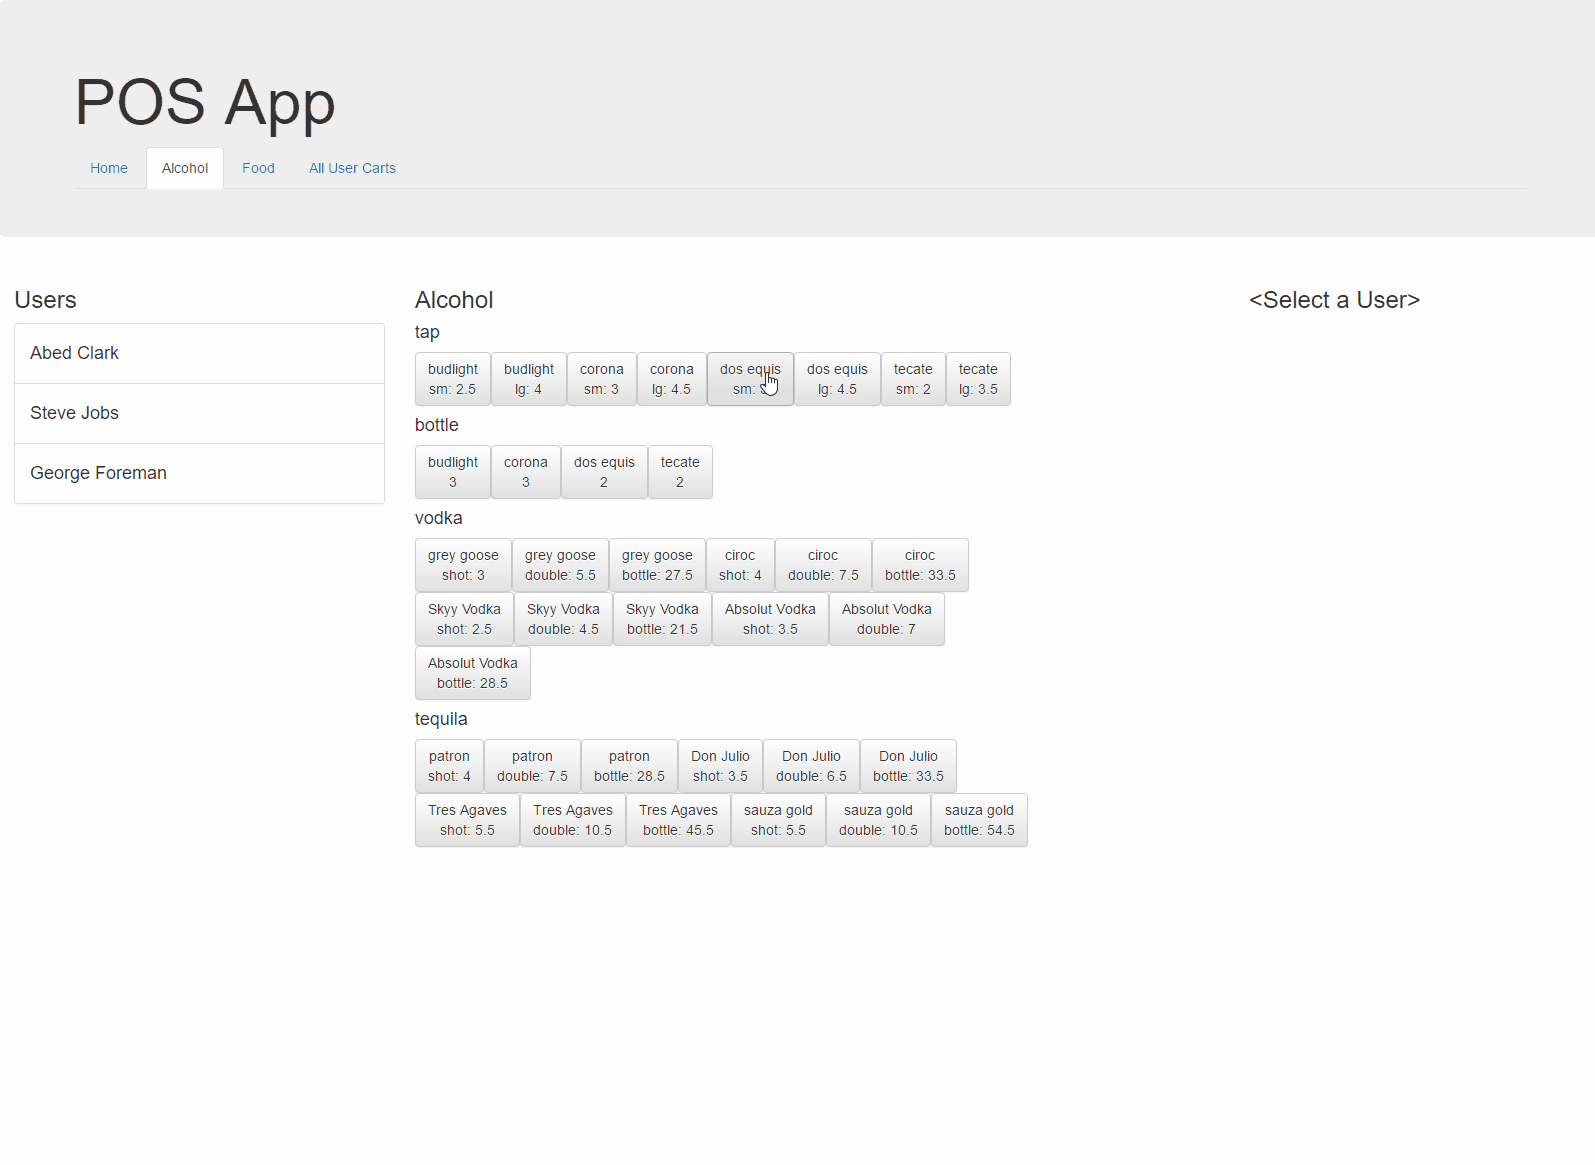 POS App
Home Alcohol Food All User Carts
Users
Abed Clark
Steve Jobs
George Foreman
Alcohol
tap
budlight budlight corona corona dos equis dos equis tecate tecate
sm: 2.5 lg: 4 sm: 3 lg: 4.5 sm: lg: 4.5 sm: 2 lg: 3.5
bottle
budlight corona dos equis tecate
3 3 2 2
vodka
grey goose grey goose grey goose ciroc ciroc ciroc
shot: 3 double: 5.5 bottle: 27.5 shot: 4 double: 7.5 bottle: 33.5
Skyy Vodka Skyy Vodka Skyy Vodka Absolut Vodka Absolut Vodka
shot: 2.5 double: 4.5 bottle: 21.5 shot: 3.5 double: 7
Absolut Vodka
bottle: 28.5
tequila
patron patron patron Don Julio Don Julio Don Julio
shot: 4 double: 7.5 bottle: 28.5 shot: 3.5 double: 6.5 bottle: 33.5
Tres Agaves Tres Agaves Tres Agaves sauza gold sauza gold sauza gold
shot: 5.5 double: 10.5 bottle: 45.5 shot: 5.5 double: 10.5 bottle: 54.5
<Select a User>